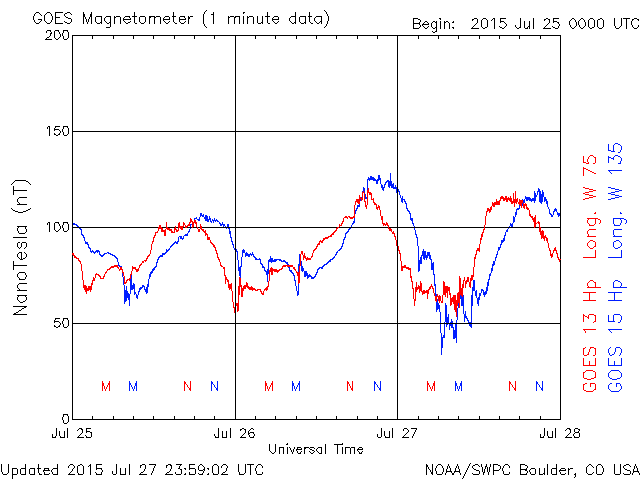 GOES Magnetometer (1 minute data)
Begin: 2015 Jul 25 0000 UTC
200
150
100
50
0
NanoTesla (nT)
M M N N M M N N M M N N
Jul 25 Jul 26 Jul 27 Jul 28
Universal Time
GOES 13 Hp Long. W 75
GOES 15 Hp Long. W 135
Updated 2015 Jul 27 23:59:02 UTC
NOAA/SWPC Boulder, CO USA